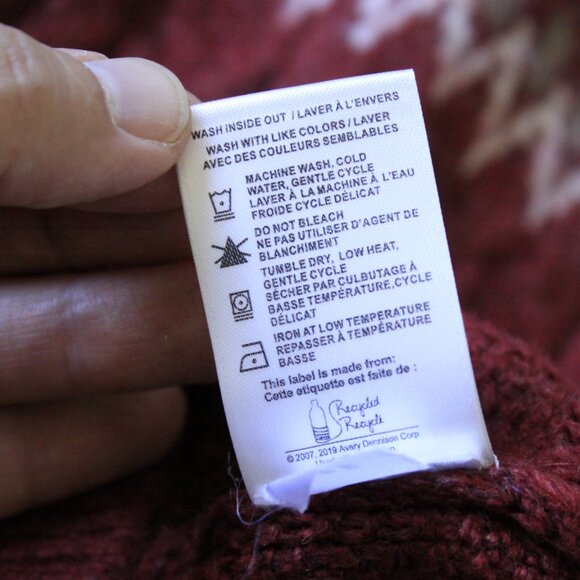 WASH INSIDE OUT / LAVER À L'ENVERS
WASH WITH LIKE COLORS / LAVER
AVEC DES COULEURS SEMBLABLES
MACHINE WASH, COLD
WATER, GENTLE CYCLE
LAVER À LA MACHINE À L'EAU
FROIDE CYCLE DÉLICAT
DO NOT BLEACH
NE PAS UTILISER D'AGENT DE
BLANCHIMENT
TUMBLE DRY, LOW HEAT,
GENTLE CYCLE
SÉCHER PAR CULBUTAGE À
BASSE TEMPÉRATURE,CYCLE
DÉLICAT
IRON AT LOW TEMPERATURE
REPASSER À TEMPÉRATURE
BASSE
This label is made from:
Cette etiquette est faite de :
Recycled
Recycle
© 2007, 2019 Avery Dennison Corp.